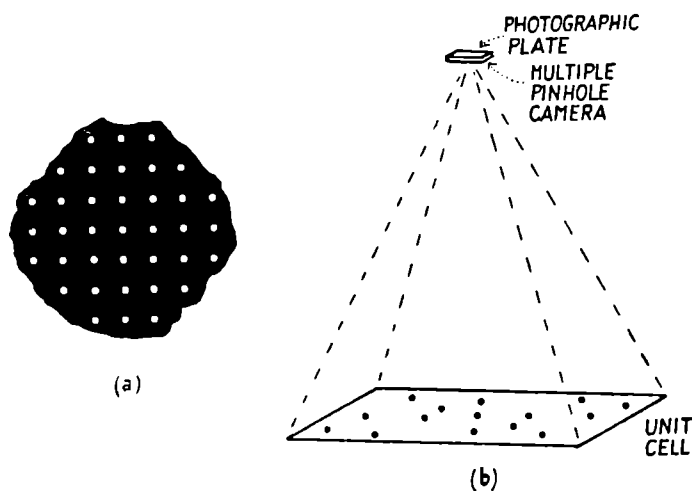 PHOTOGRAPHIC
PLATE
MULTIPLE
PINHOLE
CAMERA
(a)
UNIT
CELL
(b)